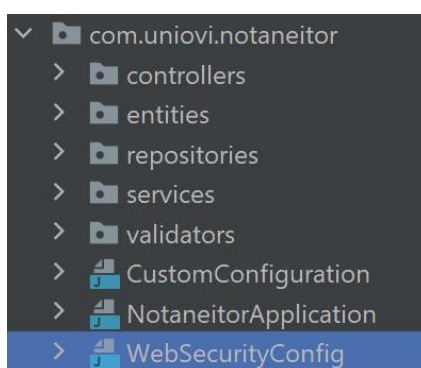 com.uniovi.notaneitor
controllers
entities
repositories
services
validators
CustomConfiguration
NotaneitorApplication
WebSecurityConfig